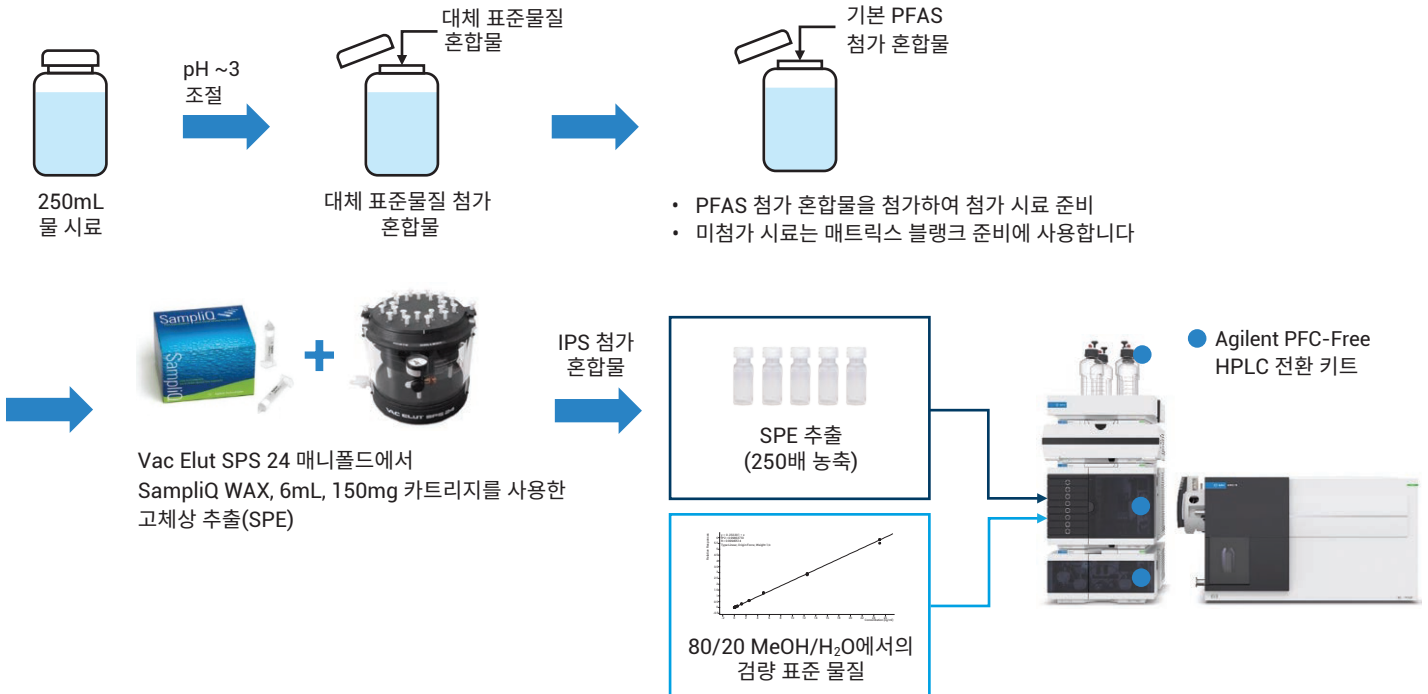 대체 표준물질
혼합물
기본 PFAS
첨가 혼합물
pH ~3
조절
250mL
물 시료
대체 표준물질 첨가
혼합물
• PFAS 첨가 혼합물을 첨가하여 첨가 시료 준비
• 미첨가 시료는 매트릭스 블랭크 준비에 사용합니다
SampliQ
SampliQ
VAC ELUT SPS 24
Vac Elut SPS 24 매니폴드에서
SampliQ WAX, 6mL, 150mg 카트리지를 사용한
고체상 추출(SPE)
IPS 첨가
혼합물
SPE 추출
(250배 농축)
80/20 MeOH/H₂O에서의
검량 표준 물질
Agilent PFC-Free
HPLC 전환 키트